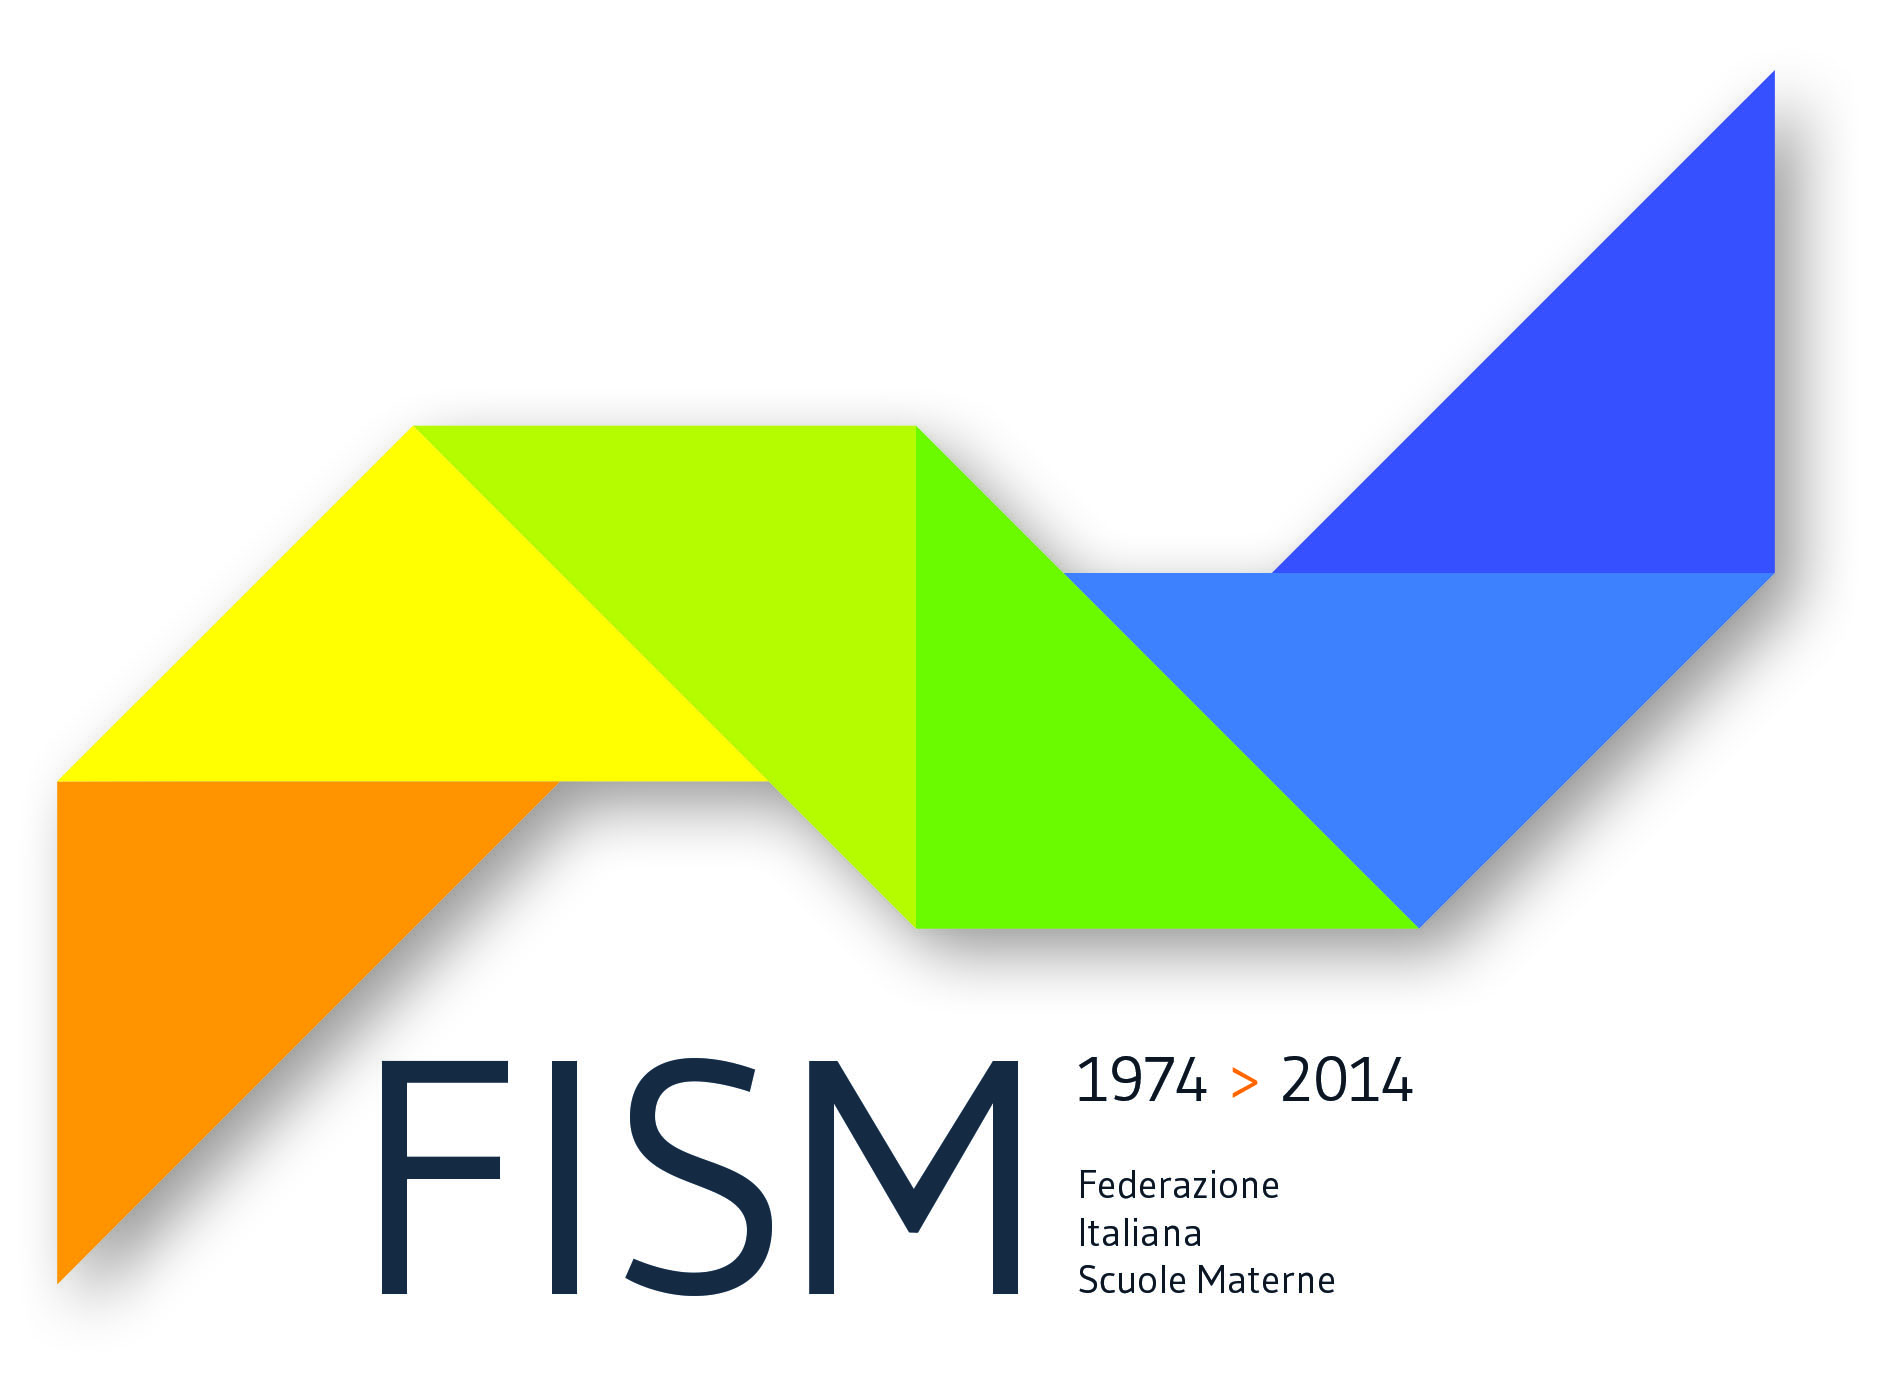 FISM
1974 > 2014
Federazione
Italiana
Scuole Materne